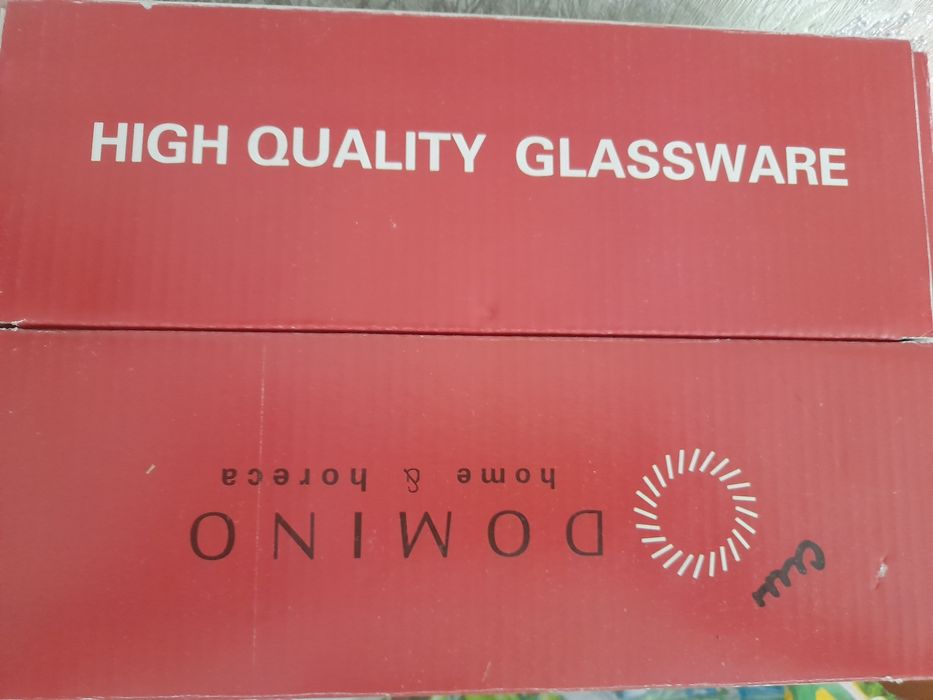 HIGH QUALITY GLASSWARE
DOMINO
home & horeca